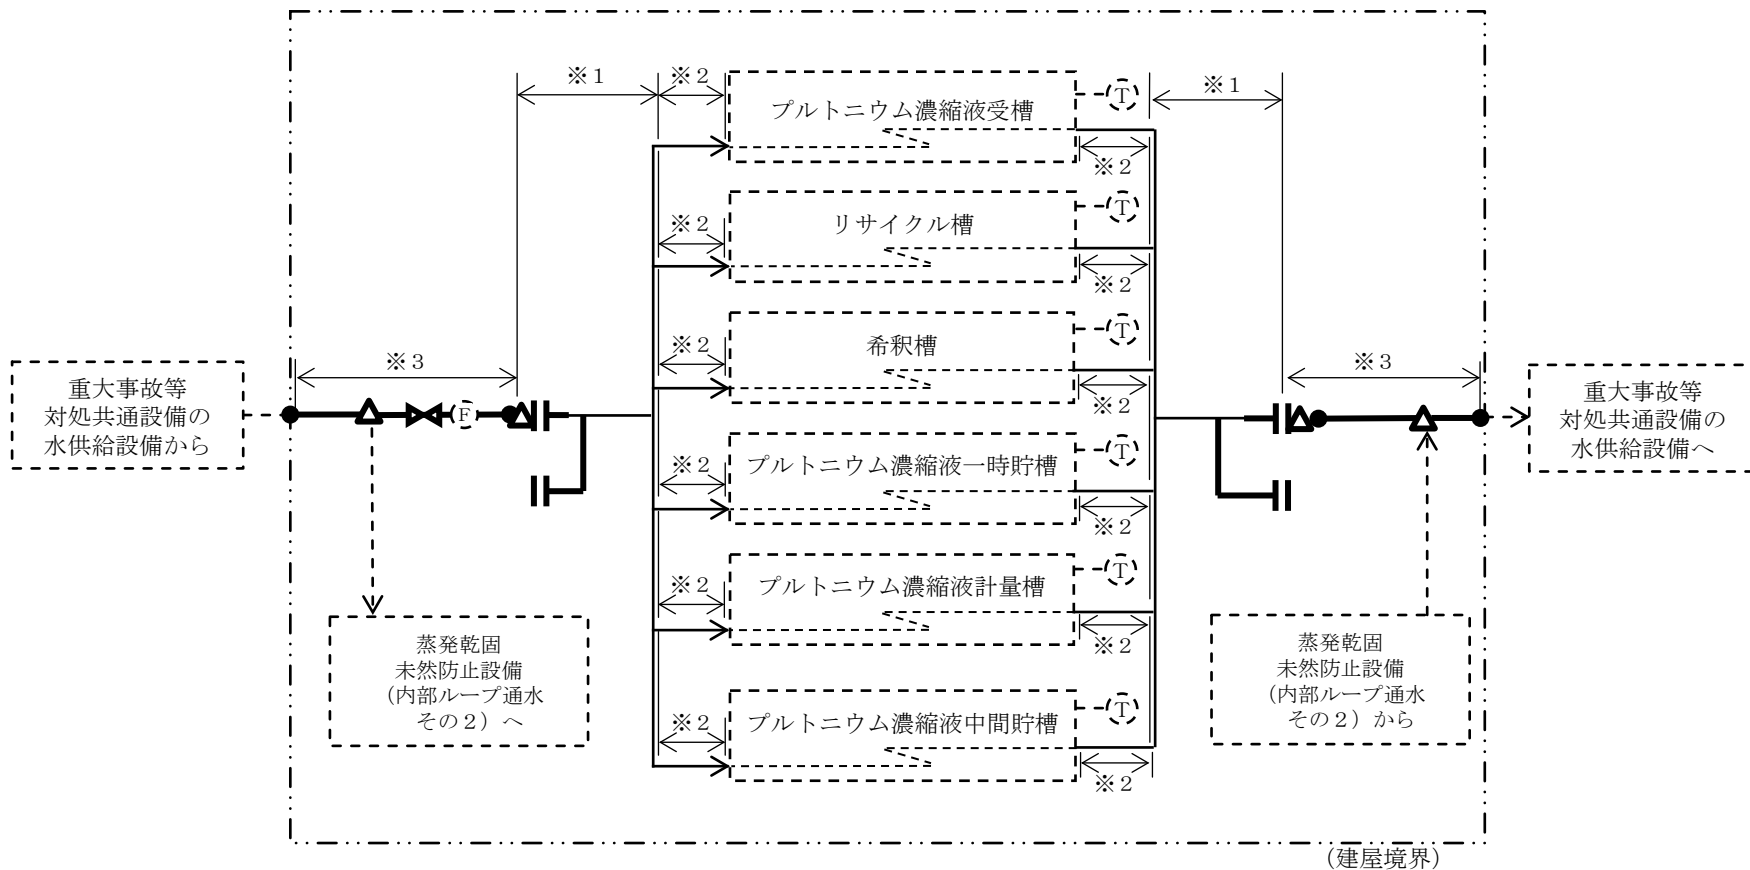 ※１
※２
プルトニウム濃縮液受槽
T
※１
※２
※２
リサイクル槽
T
※２
※２
希釈槽
T
※２
※３
※３
重大事故等
対処共通設備の
水供給設備から
F
重大事故等
対処共通設備の
水供給設備へ
※２
プルトニウム濃縮液一時貯槽
T
※２
※２
プルトニウム濃縮液計量槽
T
※２
蒸発乾固
未然防止設備
（内部ループ通水
その２）へ
蒸発乾固
未然防止設備
（内部ループ通水
その２）から
※２
プルトニウム濃縮液中間貯槽
T
※２
（建屋境界）